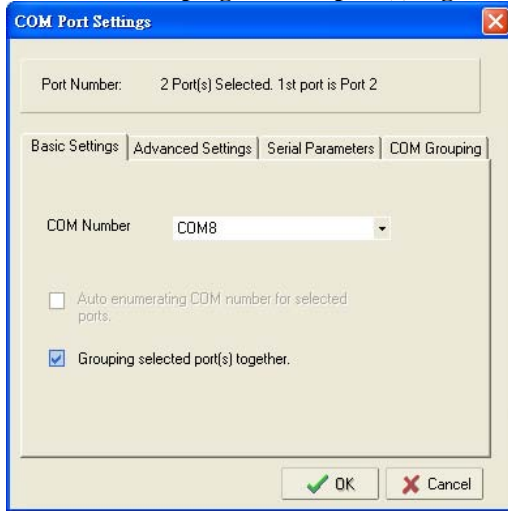 COM Port Settings
Port Number: 2 Port(s) Selected. 1st port is Port 2
Basic Settings Advanced Settings Serial Parameters COM Grouping
COM Number COM8
Auto enumerating COM number for selected
ports.
Grouping selected port(s) together.
OK Cancel